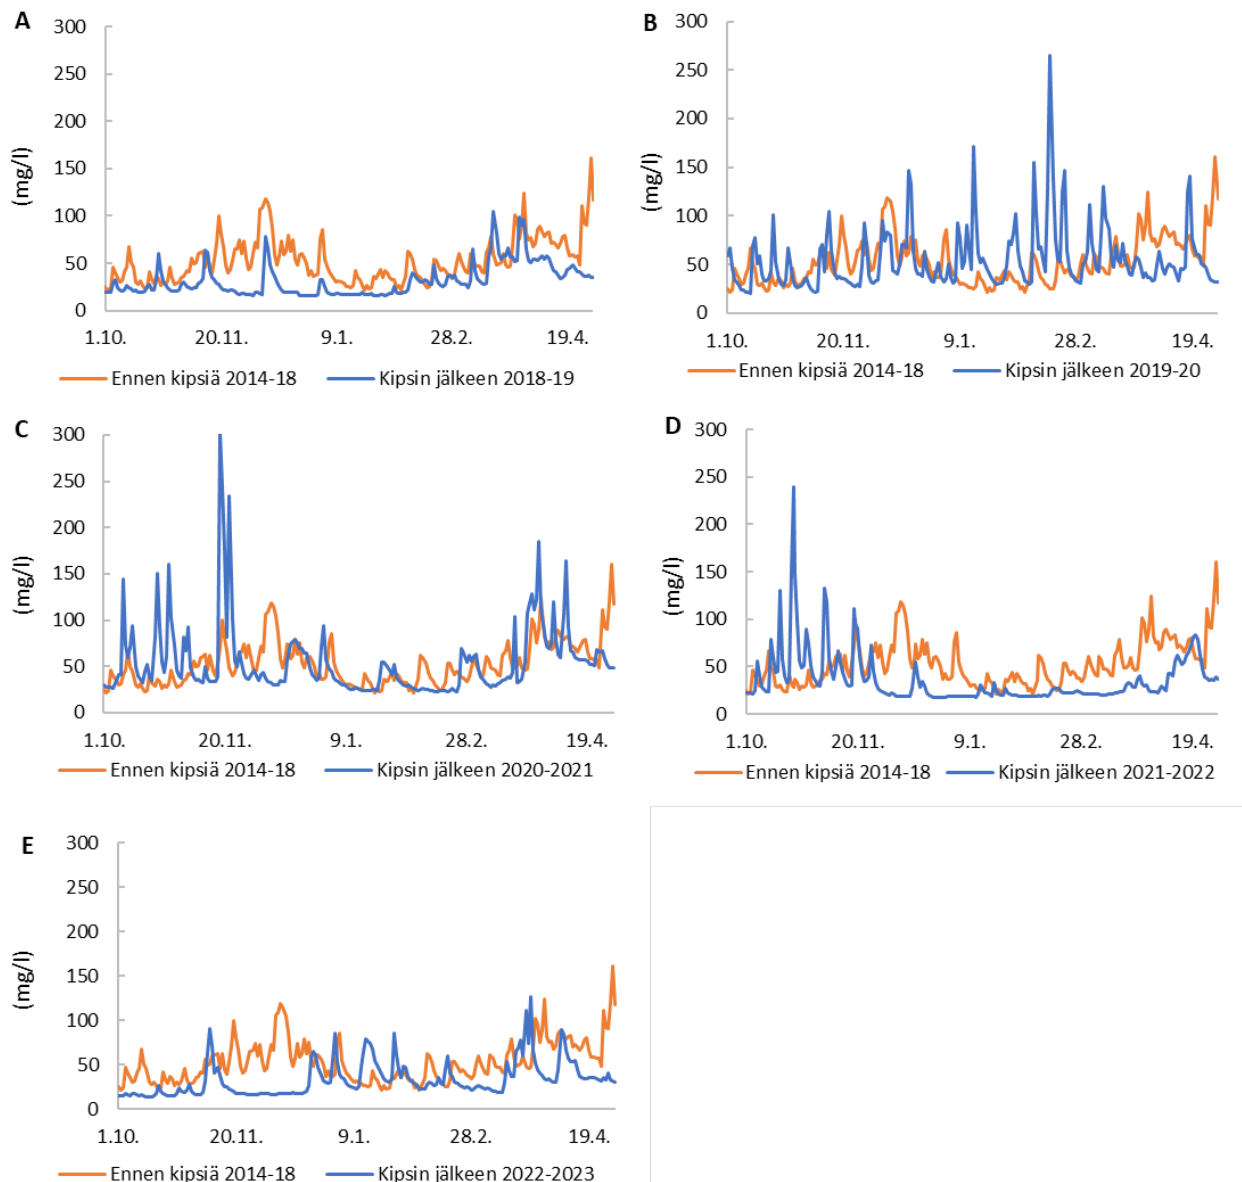 A
300
250
200
150
100
50
0
(mg/l)
1.10. 20.11. 9.1. 28.2. 19.4.
Ennen kipsiä 2014-18 Kipsin jälkeen 2018-19
B
300
250
200
150
100
50
0
(mg/l)
1.10. 20.11. 9.1. 28.2. 19.4.
Ennen kipsiä 2014-18 Kipsin jälkeen 2019-20
C
300
250
200
150
100
50
0
(mg/l)
1.10. 20.11. 9.1. 28.2. 19.4.
Ennen kipsiä 2014-18 Kipsin jälkeen 2020-2021
D
300
250
200
150
100
50
0
(mg/l)
1.10. 20.11. 9.1. 28.2. 19.4.
Ennen kipsiä 2014-18 Kipsin jälkeen 2021-2022
E
300
250
200
150
100
50
0
(mg/l)
1.10. 20.11. 9.1. 28.2. 19.4.
Ennen kipsiä 2014-18 Kipsin jälkeen 2022-2023